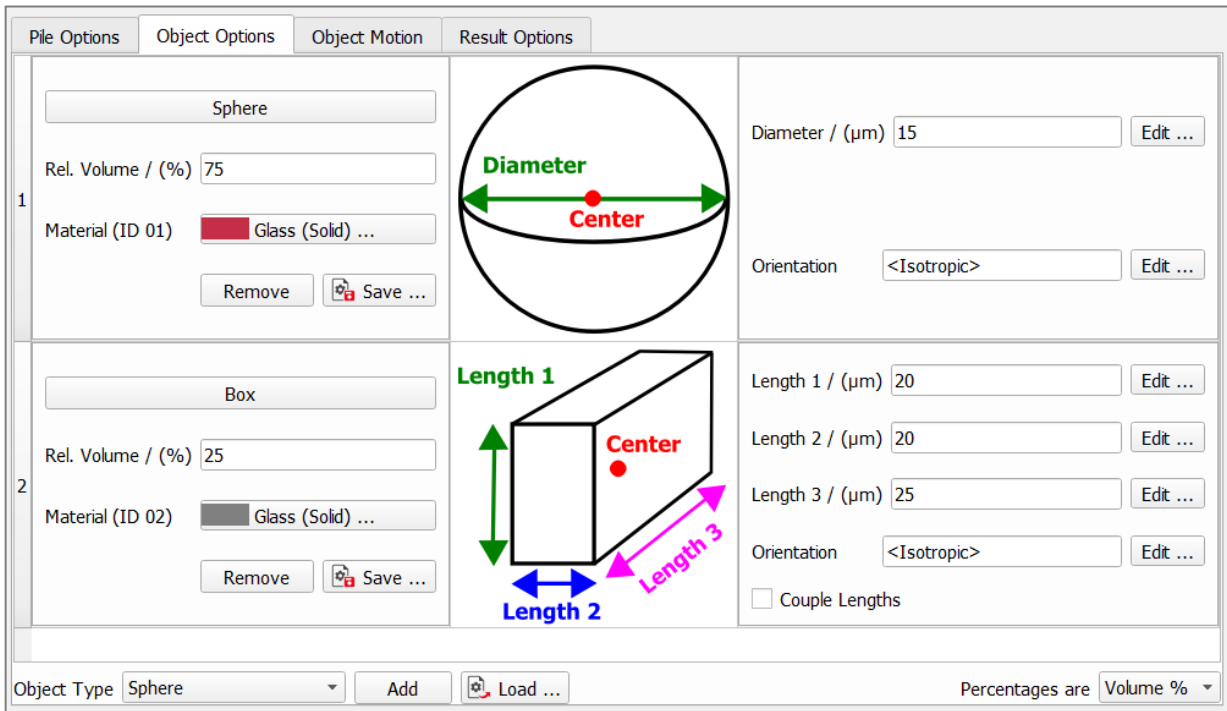 Pile Options Object Options Object Motion Result Options
1
Sphere
Rel. Volume / (%) 75
Material (ID 01) Glass (Solid) ...
Remove Save ...
Diameter
Center
Diameter / (µm) 15 Edit ...
Orientation <Isotropic> Edit ...
2
Box
Rel. Volume / (%) 25
Material (ID 02) Glass (Solid) ...
Remove Save ...
Length 1
Center
Length 3
Length 2
Length 1 / (µm) 20 Edit ...
Length 2 / (µm) 20 Edit ...
Length 3 / (µm) 25 Edit ...
Orientation <Isotropic> Edit ...
Couple Lengths
Object Type Sphere Add Load ... Percentages are Volume %